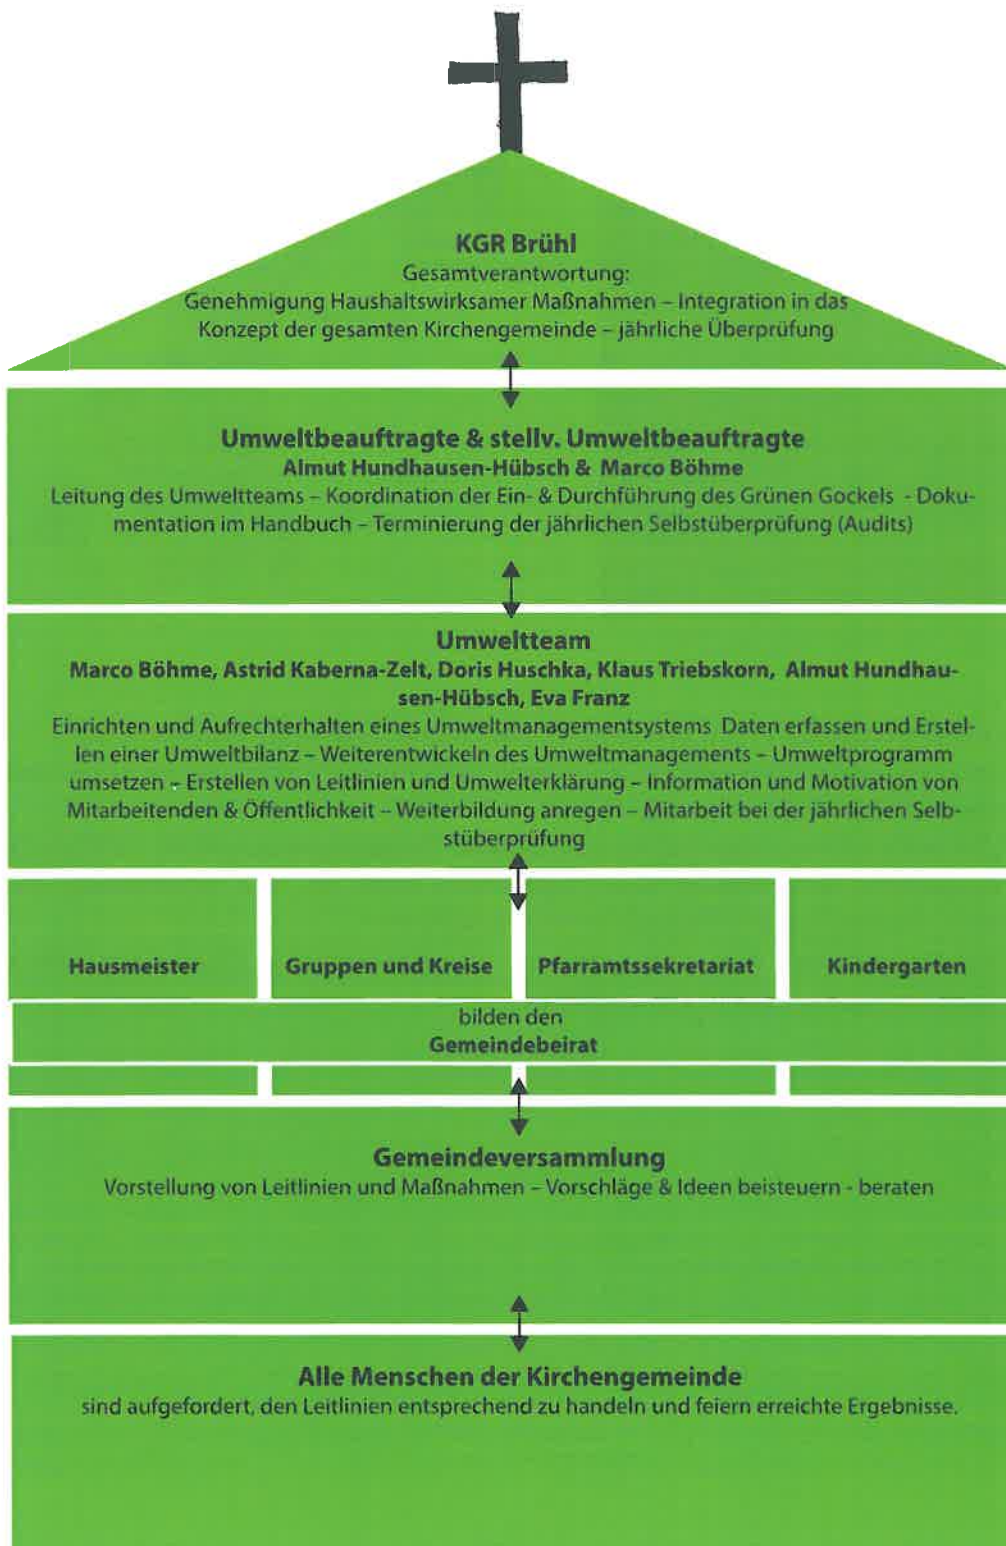 KGR Brühl
Gesamtverantwortung:
Genehmigung Haushaltswirksamer Maßnahmen – Integration in das
Konzept der gesamten Kirchengemeinde – jährliche Überprüfung
Umweltbeauftragte & stellv. Umweltbeauftragte
Almut Hundhausen-Hübsch & Marco Böhme
Leitung des Umweltteams – Koordination der Ein- & Durchführung des Grünen Gockels - Doku-
mentation im Handbuch – Terminierung der jährlichen Selbstüberprüfung (Audits)
Umweltteam
Marco Böhme, Astrid Kaberna-Zelt, Doris Huschka, Klaus Triebskorn, Almut Hundhau-
sen-Hübsch, Eva Franz
Einrichten und Aufrechterhalten eines Umweltmanagementsystems Daten erfassen und Erstel-
len einer Umweltbilanz – Weiterentwickeln des Umweltmanagements – Umweltprogramm
umsetzen – Erstellen von Leitlinien und Umwelterklärung – Information und Motivation von
Mitarbeitenden & Öffentlichkeit – Weiterbildung anregen – Mitarbeit bei der jährlichen Selb-
stüberprüfung
Hausmeister
Gruppen und Kreise
Pfarramtssekretariat
Kindergarten
bilden den
Gemeindebeirat
Gemeindeversammlung
Vorstellung von Leitlinien und Maßnahmen – Vorschläge & Ideen beisteuern - beraten
Alle Menschen der Kirchengemeinde
sind aufgefordert, den Leitlinien entsprechend zu handeln und feiern erreichte Ergebnisse.